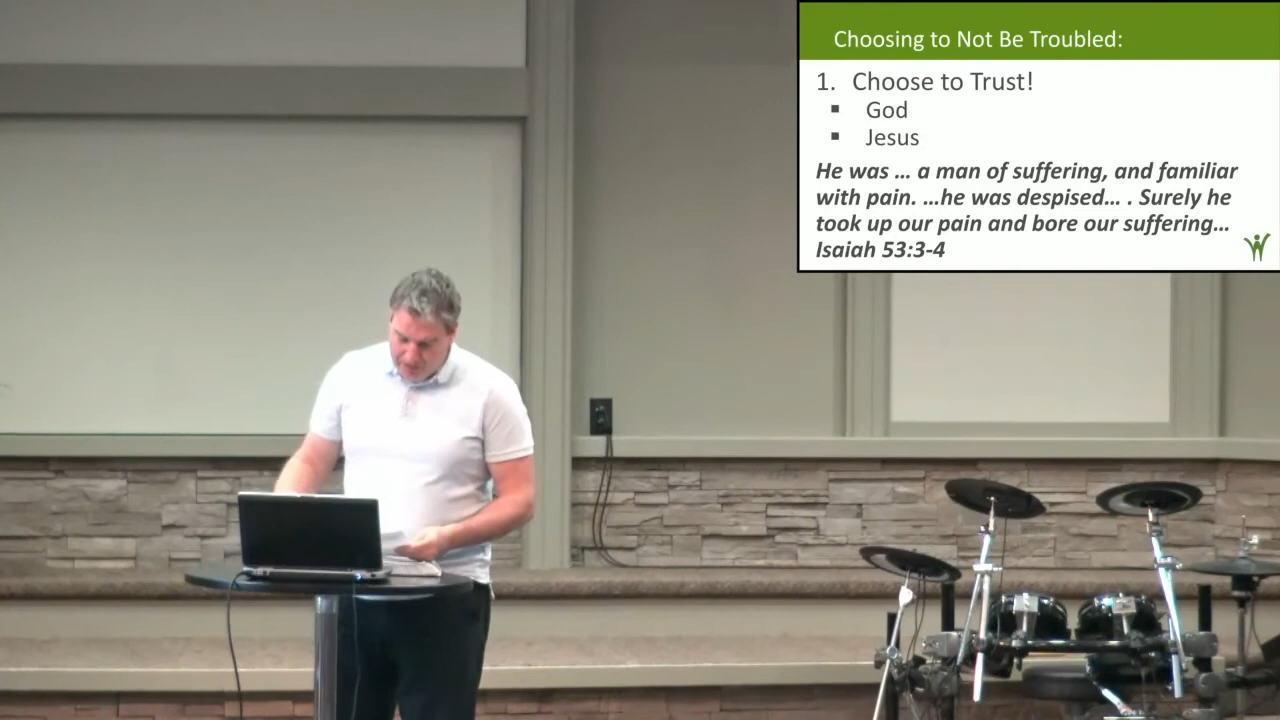 Choosing to Not Be Troubled:
1. Choose to Trust!
▪ God
▪ Jesus
He was ... a man of suffering, and familiar
with pain. ...he was despised... . Surely he
took up our pain and bore our suffering...
Isaiah 53:3-4